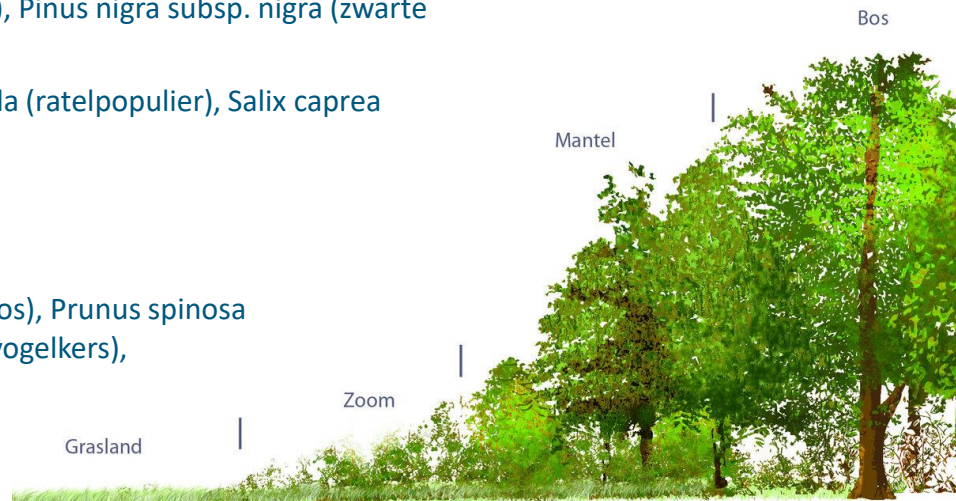 ), Pinus nigra subsp. nigra (zwarte
Bos
la (ratelpopulier), Salix caprea
Mantel
os), Prunus spinosa
vogelkers),
Zoom
Grasland